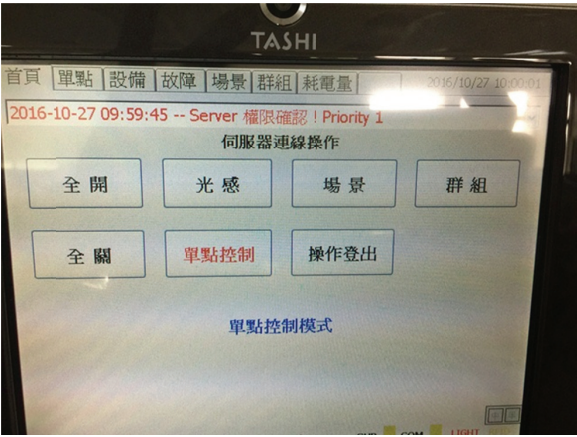 TASHI
首頁 單點 設備 故障 場景 群組 耗電量 2016/10/27 10:00:01
2016-10-27 09:59:45 -- Server 權限確認！Priority 1
伺服器連線操作
全開 光感 場景 群組
全關 單點控制 操作登出
單點控制模式
COM LIGHT